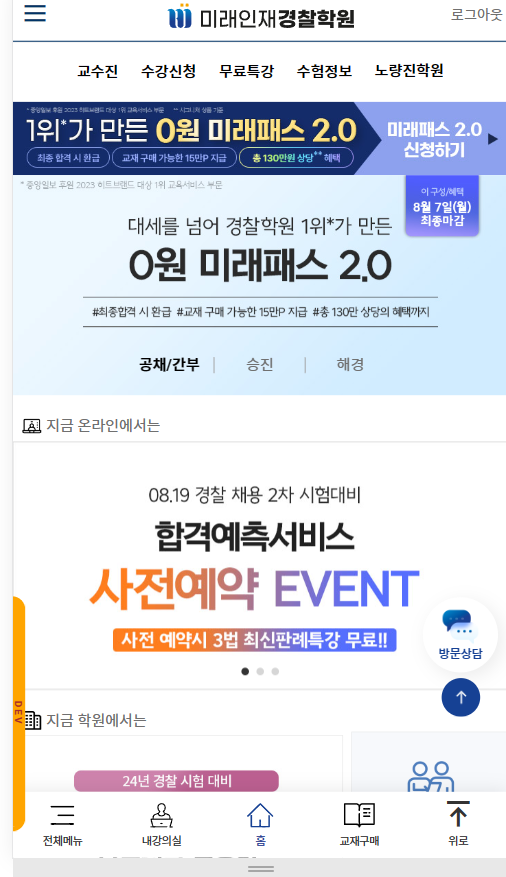 미래인재경찰학원
로그아웃
교수진 수강신청 무료특강 수험정보 노량진학원
* 중앙일보 후원 2023 히트브랜드 대상 1위 교육서비스 부문
1위*가 만든 0원 미래패스 2.0
최종 합격 시 환급 교재 구매 가능한 15만P 지급 총 130만원 상당** 혜택
미래패스 2.0
신청하기
* 중앙일보 후원 2023 히트브랜드 대상 1위 교육서비스 부문
이 구성/혜택
8월 7일(월)
최종마감
대세를 넘어 경찰학원 1위*가 만든
0원 미래패스 2.0
#최종합격 시 환급 #교재 구매 가능한 15만P 지급 #총 130만 상당의 혜택까지
공채/간부 승진 해경
지금 온라인에서는
08.19 경찰 채용 2차 시험대비
합격예측서비스
사전예약 EVENT
사전 예약시 3법 최신판례특강 무료!!
방문상담
DEV
지금 학원에서는
24년 경찰 시험 대비
전체메뉴 내강의실 홈 교재구매 위로